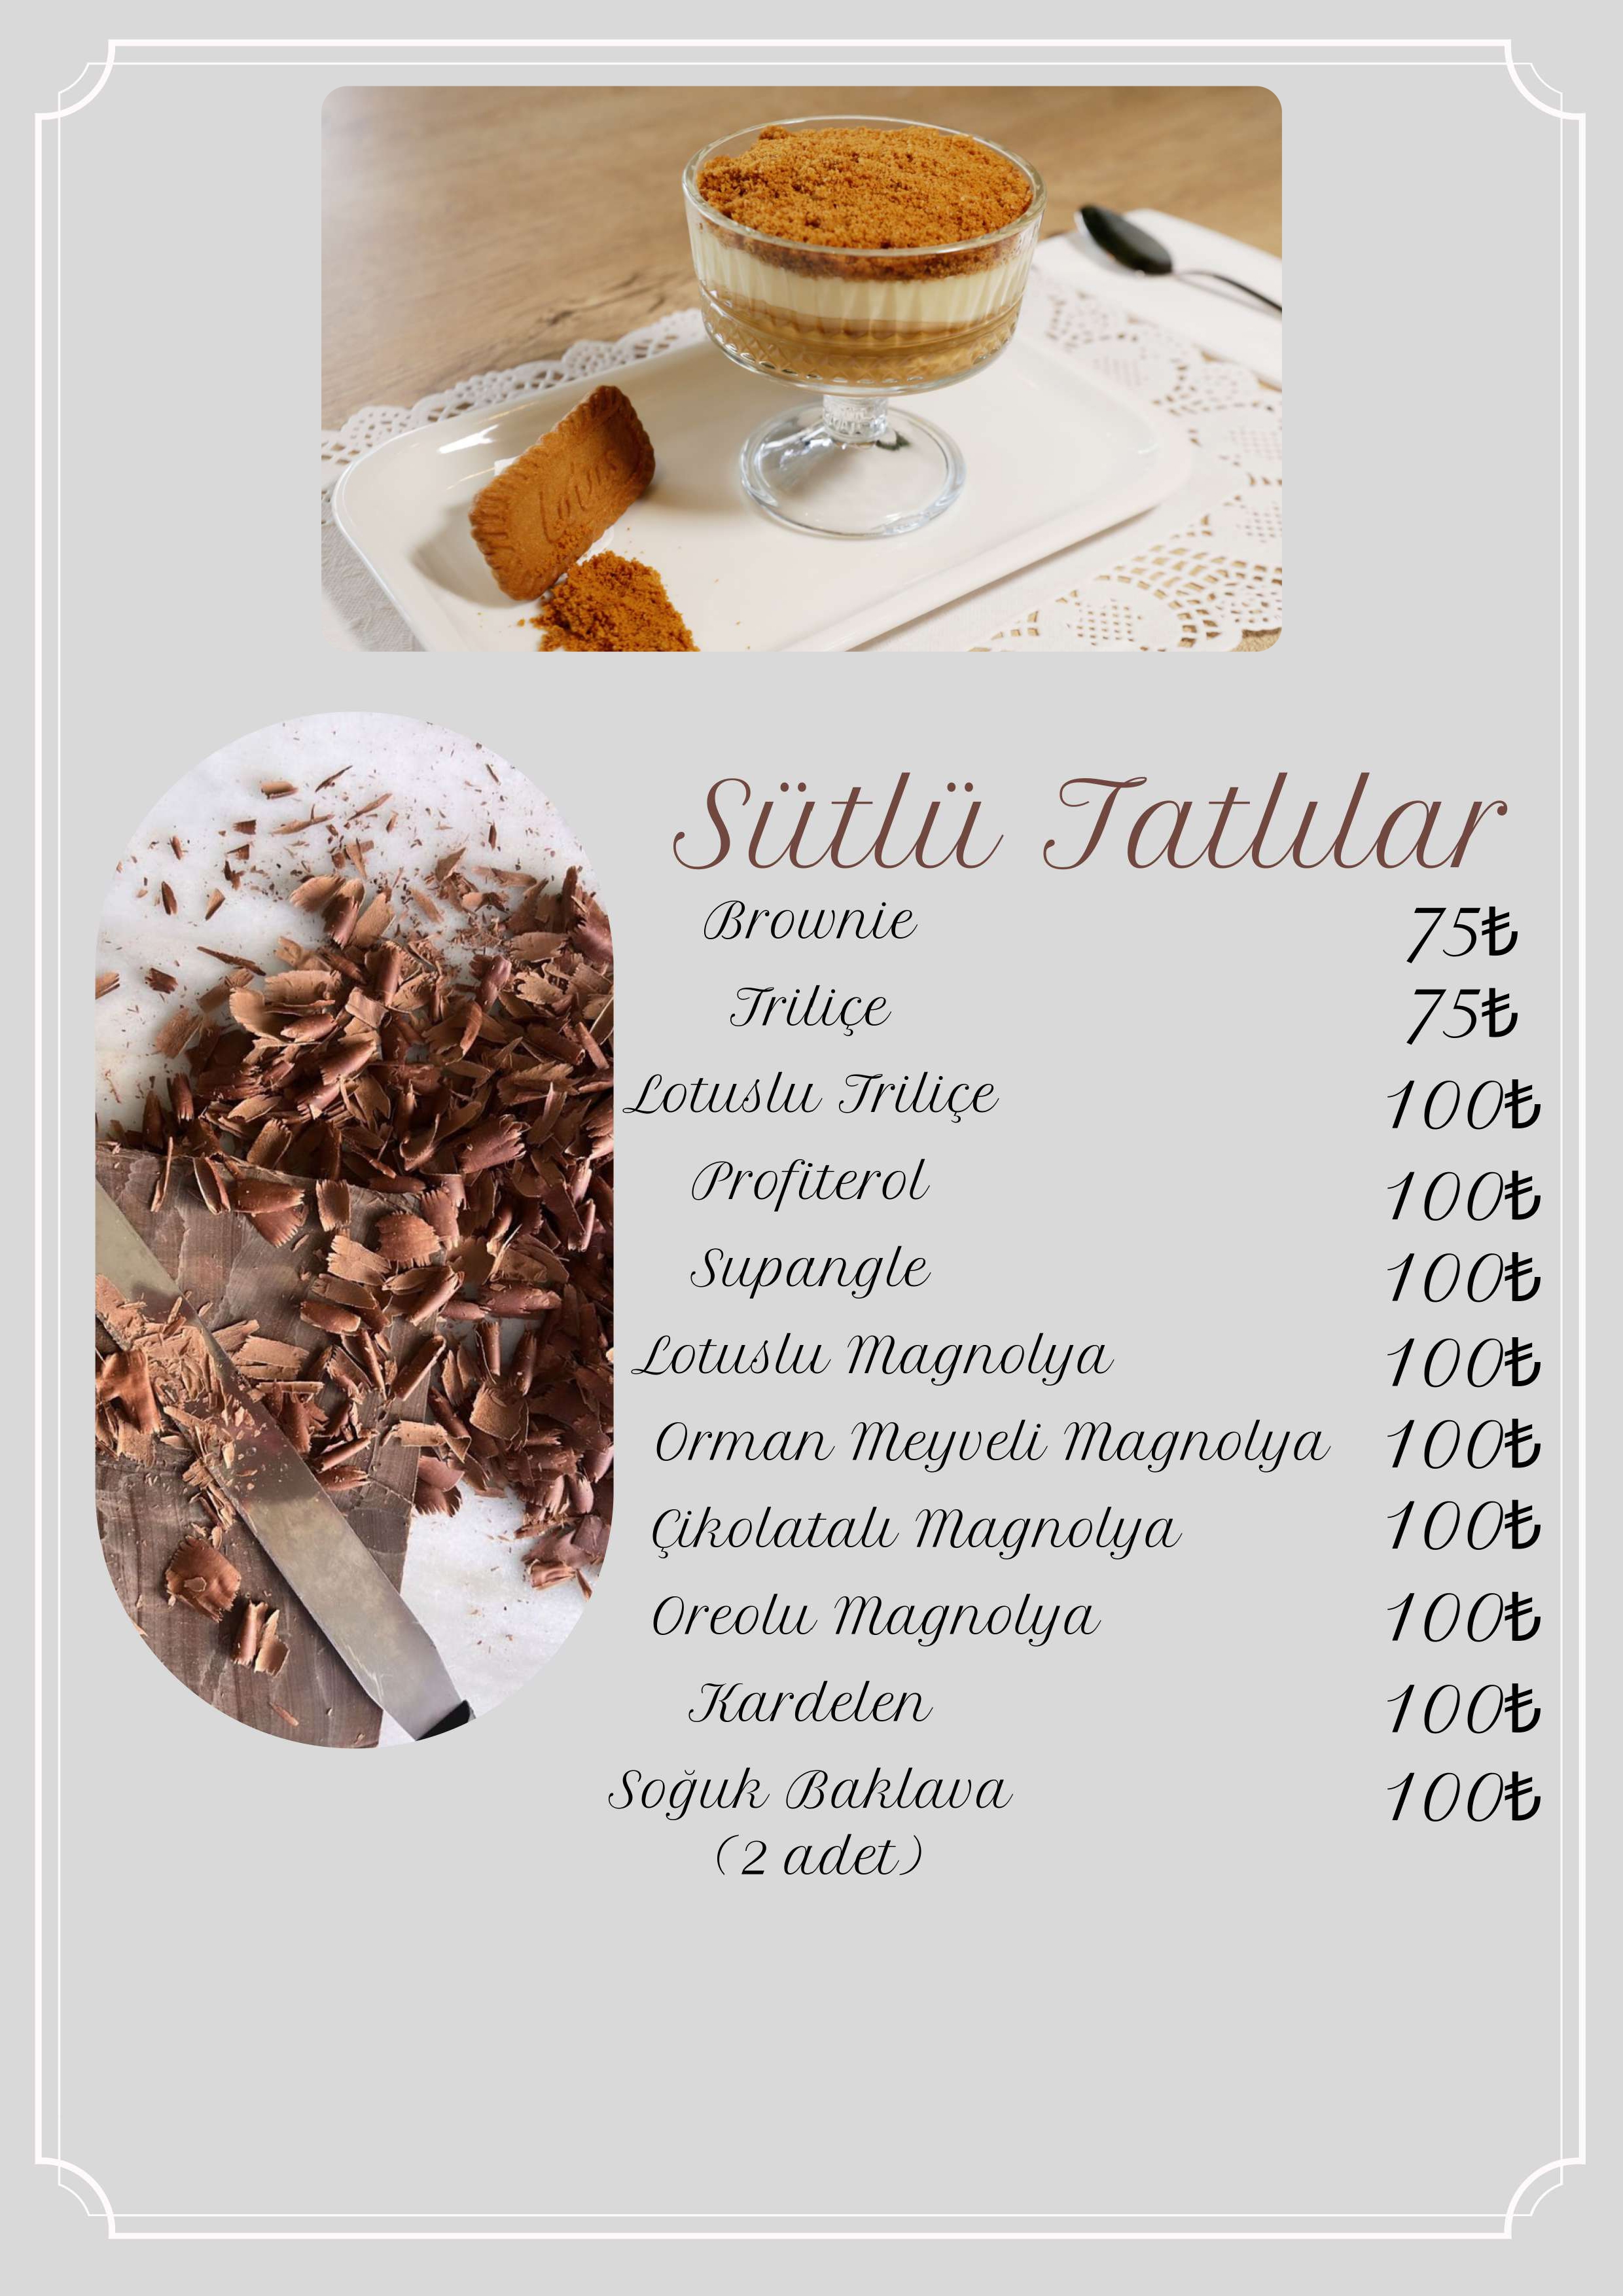 Sütlü Tatlılar
Brownie 75₺
Triliçe 75₺
Lotuslu Triliçe 100₺
Profiterol 100₺
Supangle 100₺
Lotuslu Magnolya 100₺
Orman Meyveli Magnolya 100₺
Çikolatalı Magnolya 100₺
Oreolu Magnolya 100₺
Kardelen 100₺
Soğuk Baklava 100₺
(2 adet)